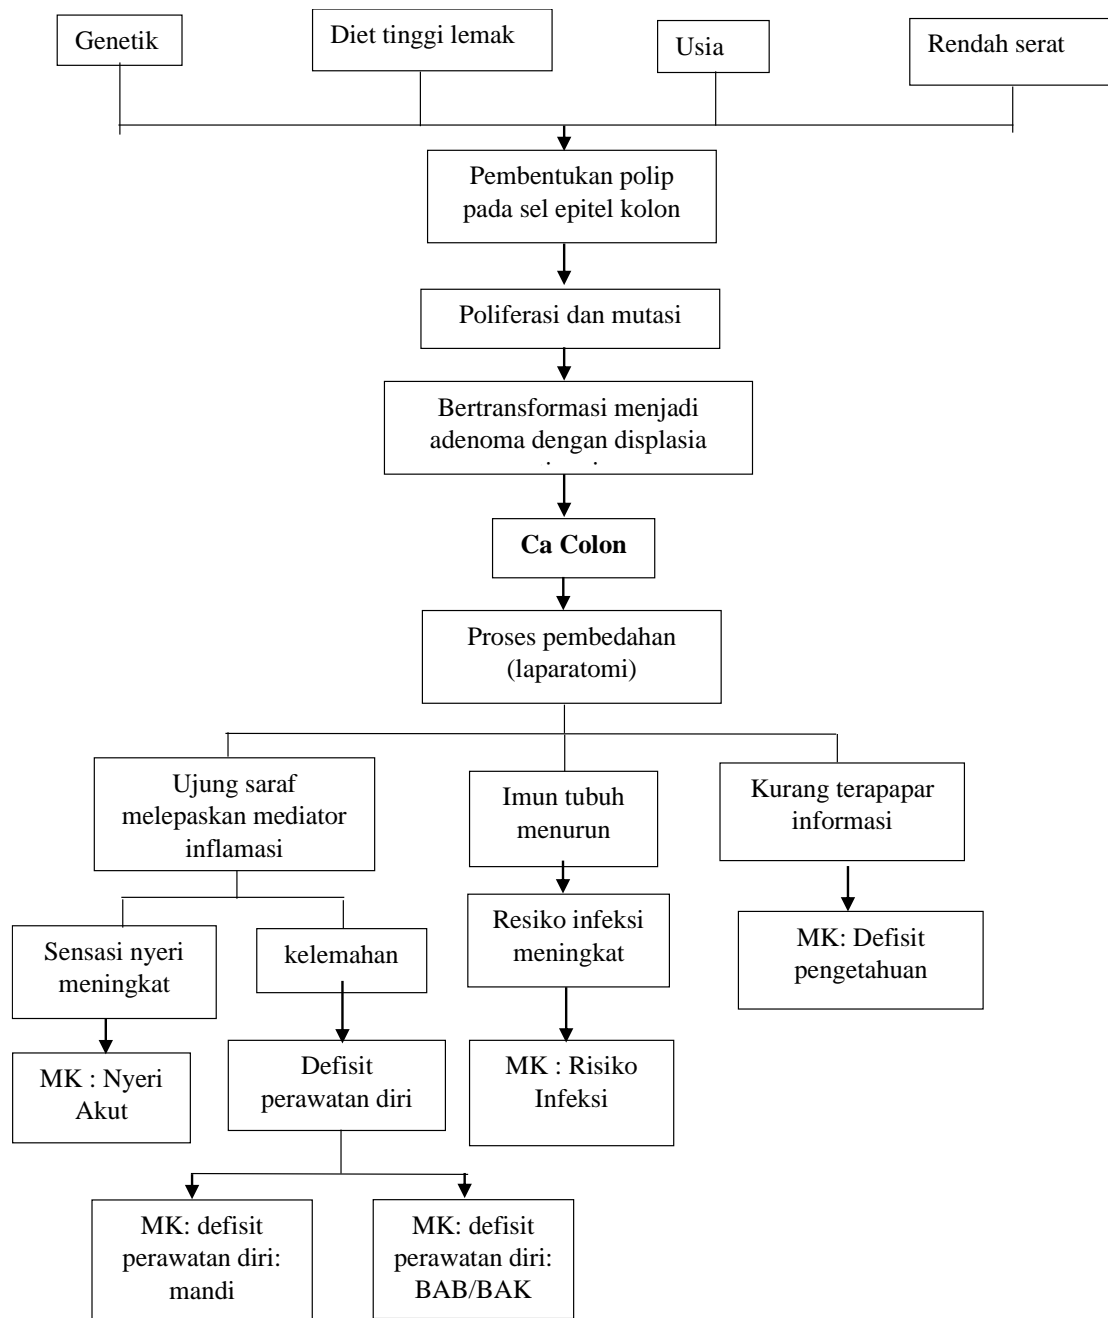 Genetik
Diet tinggi lemak
Usia
Rendah serat
Pembentukan polip
pada sel epitel kolon
Poliferasi dan mutasi
Bertransformasi menjadi
adenoma dengan displasia
Ca Colon
Proses pembedahan
(laparatomi)
Ujung saraf
melepaskan mediator
inflamasi
Imun tubuh
menurun
Kurang terapapar
informasi
Sensasi nyeri
meningkat
kelemahan
Resiko infeksi
meningkat
MK: Defisit
pengetahuan
MK : Nyeri
Akut
Defisit
perawatan diri
MK : Risiko
Infeksi
MK: defisit
perawatan diri:
mandi
MK: defisit
perawatan diri:
BAB/BAK